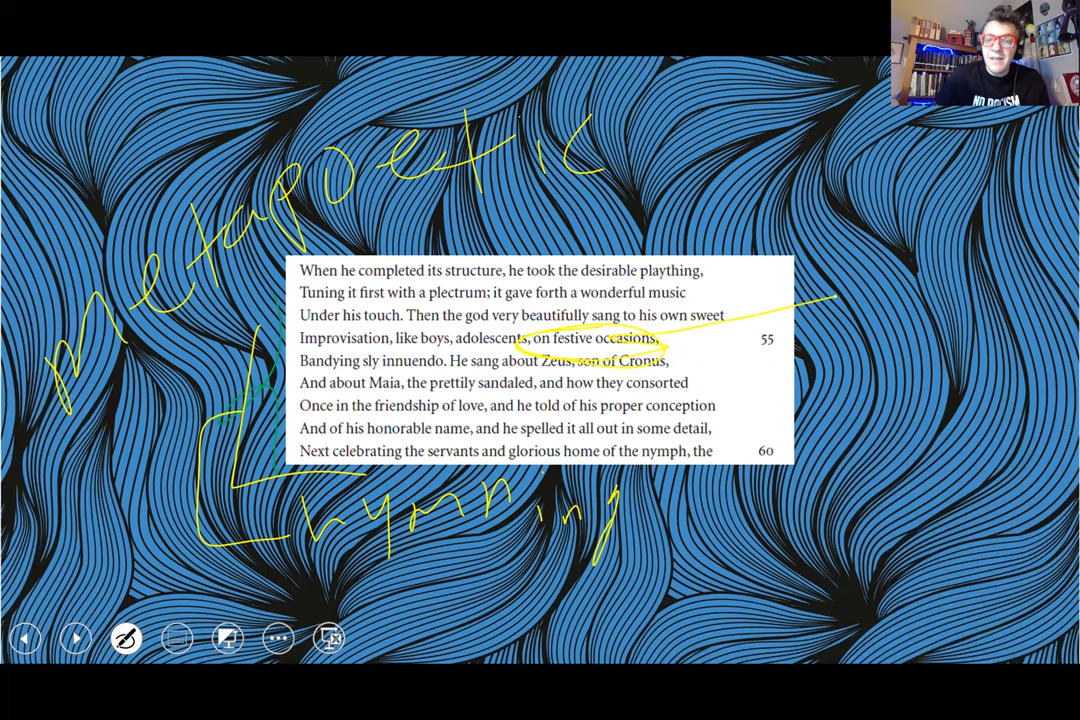 NO RACISM
metapoetic
When he completed its structure, he took the desirable plaything,
Tuning it first with a plectrum; it gave forth a wonderful music
Under his touch. Then the god very beautifully sang to his own sweet
Improvisation, like boys, adolescents, on festive occasions, 55
Bandying sly innuendo. He sang about Zeus, son of Cronus,
And about Maia, the prettily sandaled, and how they consorted
Once in the friendship of love, and he told of his proper conception
And of his honorable name, and he spelled it all out in some detail,
Next celebrating the servants and glorious home of the nymph, the 60
hymning